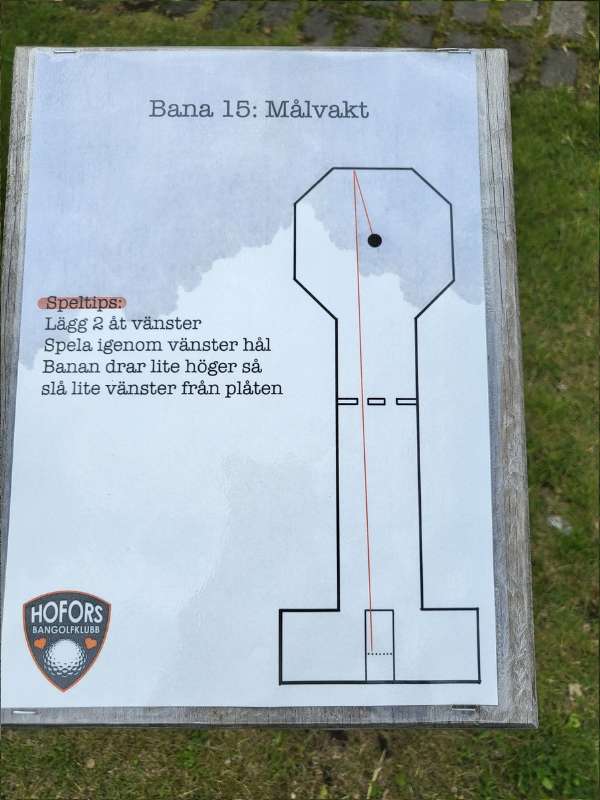 Bana 15: Målvakt
Speltips:
Lägg 2 åt vänster
Spela igenom vänster hål
Banan drar lite höger så
slå lite vänster från plåten
HOFORS
BANGOLFKLUBB